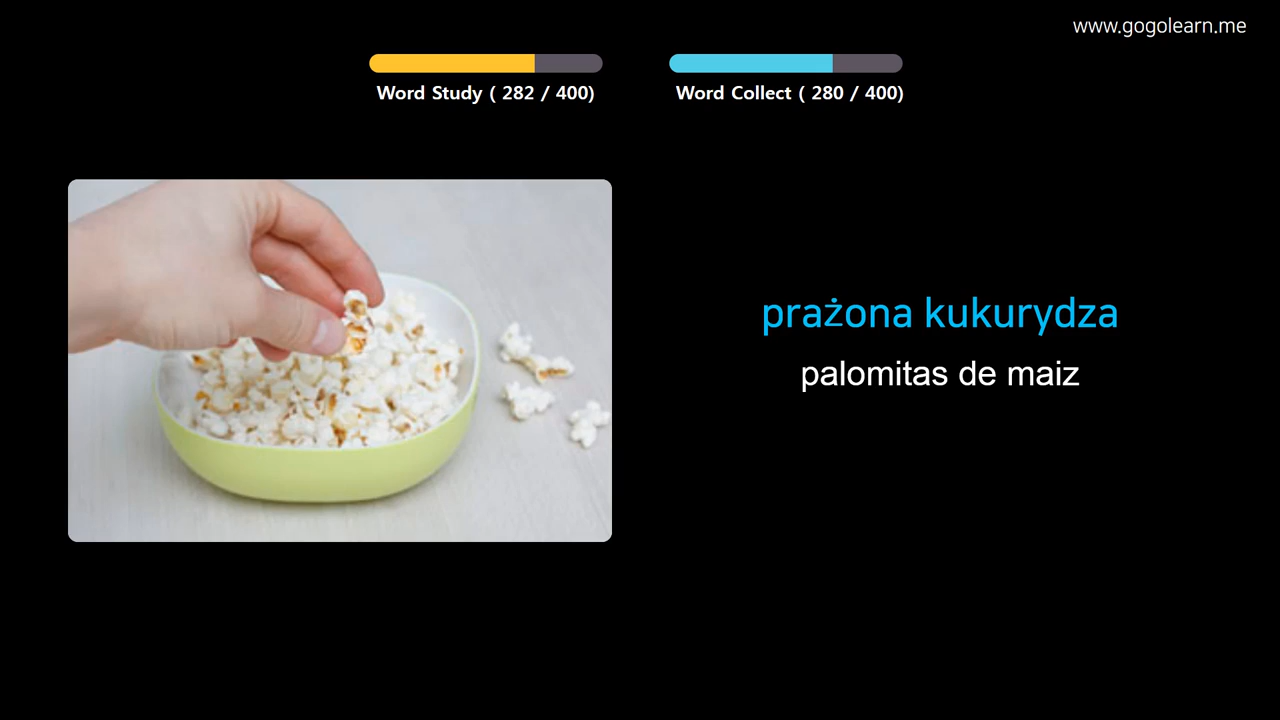 www.gogolearn.me
Word Study ( 282 / 400)
Word Collect ( 280 / 400)
prażona kukurydza
palomitas de maiz